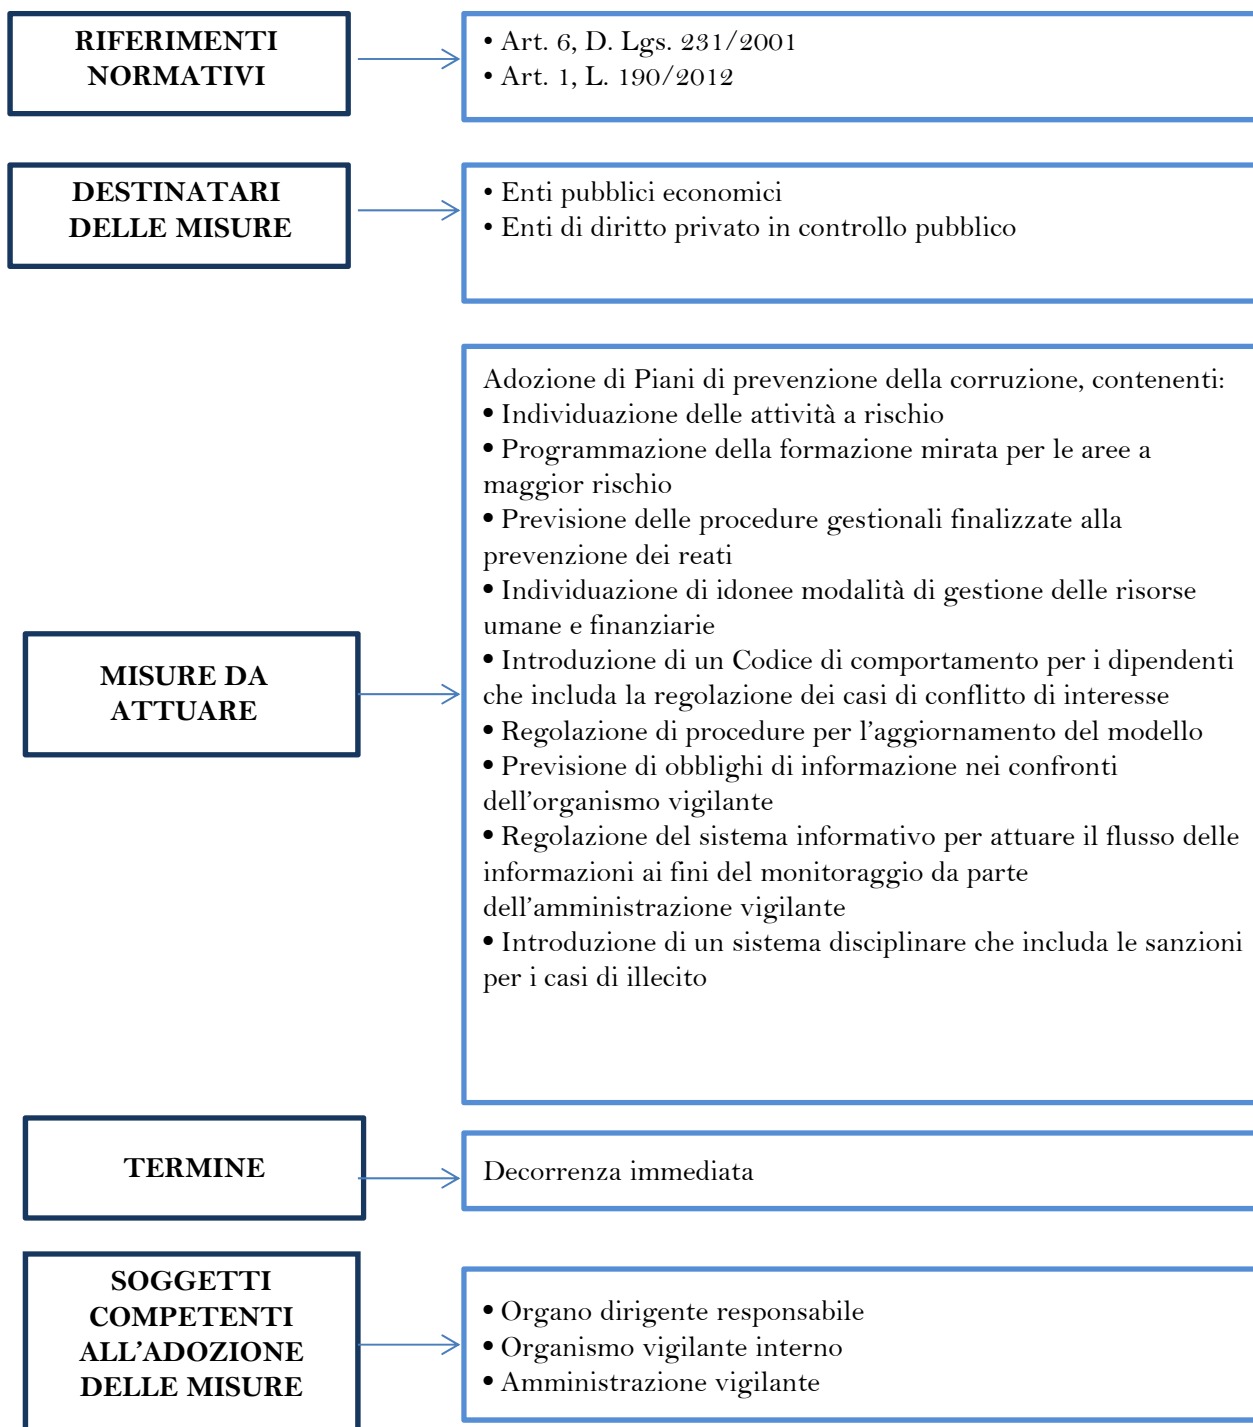 RIFERIMENTI
NORMATIVI
• Art. 6, D. Lgs. 231/2001
• Art. 1, L. 190/2012
DESTINATARI
DELLE MISURE
• Enti pubblici economici
• Enti di diritto privato in controllo pubblico
MISURE DA
ATTUARE
Adozione di Piani di prevenzione della corruzione, contenenti:
• Individuazione delle attività a rischio
• Programmazione della formazione mirata per le aree a
maggior rischio
• Previsione delle procedure gestionali finalizzate alla
prevenzione dei reati
• Individuazione di idonee modalità di gestione delle risorse
umane e finanziarie
• Introduzione di un Codice di comportamento per i dipendenti
che includa la regolazione dei casi di conflitto di interesse
• Regolazione di procedure per l'aggiornamento del modello
• Previsione di obblighi di informazione nei confronti
dell'organismo vigilante
• Regolazione del sistema informativo per attuare il flusso delle
informazioni ai fini del monitoraggio da parte
dell'amministrazione vigilante
• Introduzione di un sistema disciplinare che includa le sanzioni
per i casi di illecito
TERMINE
Decorrenza immediata
SOGGETTI
COMPETENTI
ALL'ADOZIONE
DELLE MISURE
• Organo dirigente responsabile
• Organismo vigilante interno
• Amministrazione vigilante